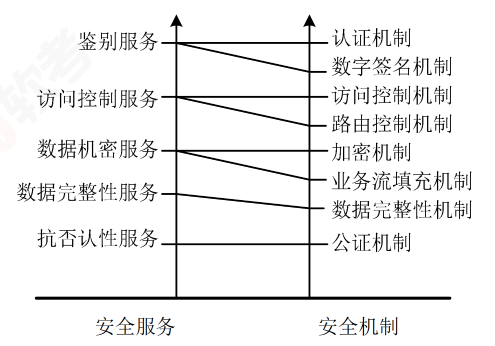 鉴别服务
访问控制服务
数据机密服务
数据完整性服务
抗否认性服务
认证机制
数字签名机制
访问控制机制
路由控制机制
加密机制
业务流填充机制
数据完整性机制
公证机制
安全服务
安全机制
软考